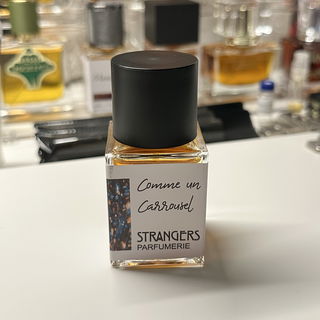 Comme un
Carrousel
STRANGERS
PARFUMERIE